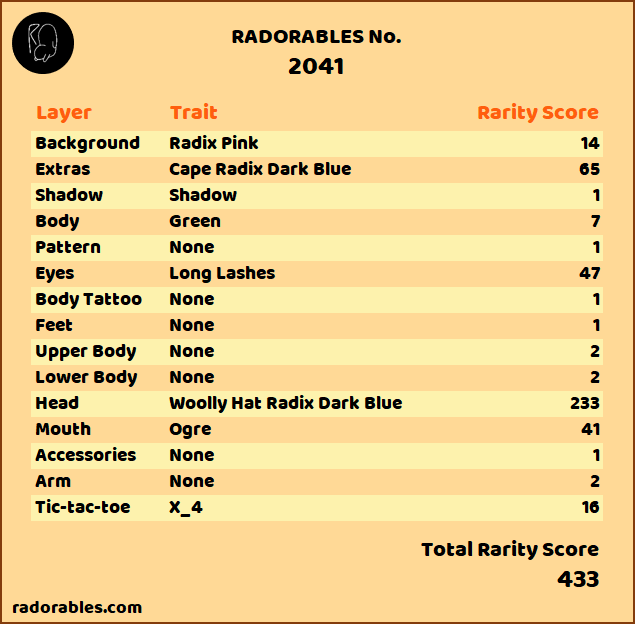 RADORABLES No.
2041
Layer Trait Rarity Score
Background Radix Pink 14
Extras Cape Radix Dark Blue 65
Shadow Shadow 1
Body Green 7
Pattern None 1
Eyes Long Lashes 47
Body Tattoo None 1
Feet None 1
Upper Body None 2
Lower Body None 2
Head Woolly Hat Radix Dark Blue 233
Mouth Ogre 41
Accessories None 1
Arm None 2
Tic-tac-toe X_4 16
Total Rarity Score
433
radorables.com